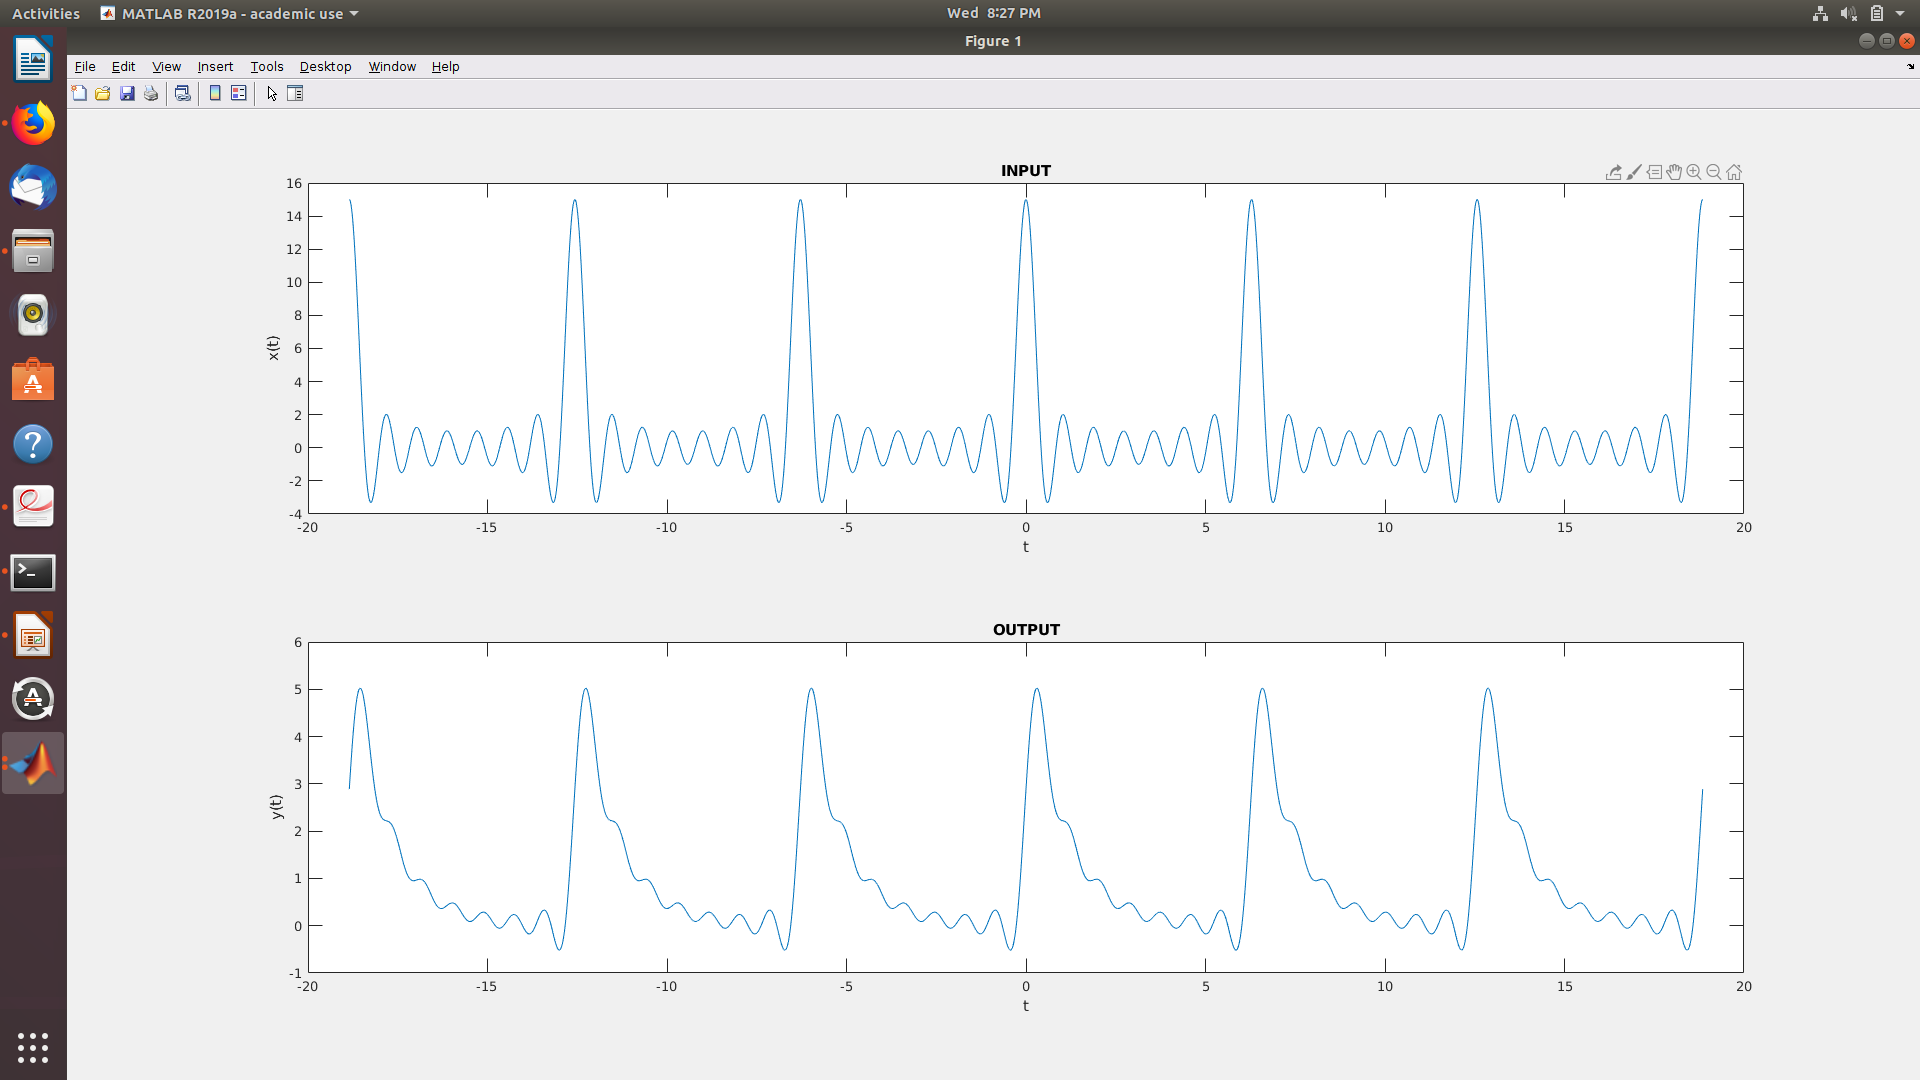 Activities MATLAB R2019a - academic use Wed 8:27 PM
Figure 1
File Edit View Insert Tools Desktop Window Help
INPUT
16
14
12
10
8
6
4
2
0
-2
-4
x(t)
-20 -15 -10 -5 0 5 10 15 20
t
OUTPUT
6
5
4
3
2
1
0
-1
y(t)
-20 -15 -10 -5 0 5 10 15 20
t